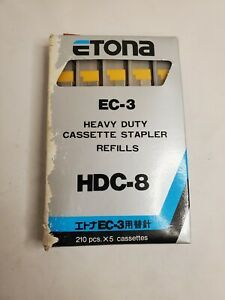 ETONA
EC-3
HEAVY DUTY
CASSETTE STAPLER
REFILLS
HDC-8
エトナEC-3用替針
210 pcs.×5 cassettes